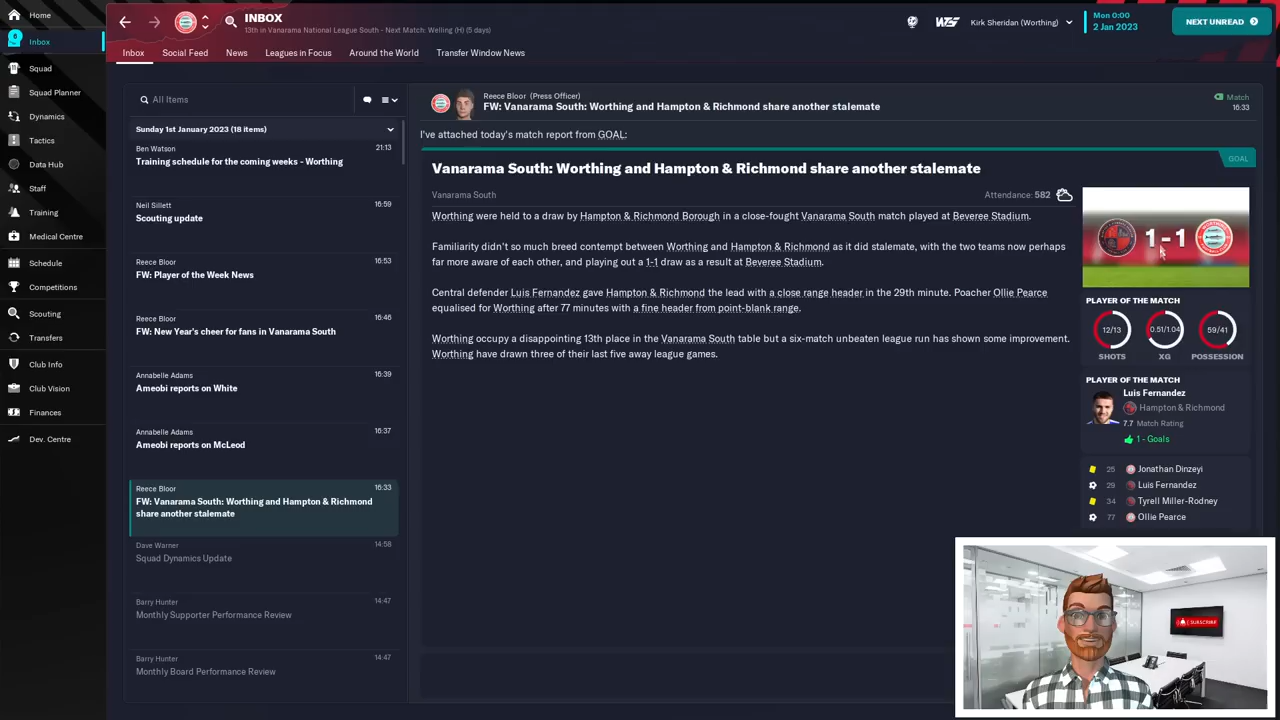 Home
6
Inbox
Squad
Squad Planner
Dynamics
Tactics
Data Hub
Staff
Training
Medical Centre
Schedule
Competitions
Scouting
Transfers
Club Info
Club Vision
Finances
Dev. Centre
INBOX
13th in Vanarama National League South - Next Match: Welling (H) (5 days)
Kirk Sheridan (Worthing)
Mon 0:00
2 Jan 2023
NEXT UNREAD
Inbox
Social Feed
News
Leagues in Focus
Around the World
Transfer Window News
All Items
Sunday 1st January 2023 (18 items)
Ben Watson
21:13
Training schedule for the coming weeks - Worthing
Neil Sillett
16:59
Scouting update
Reece Bloor
16:53
FW: Player of the Week News
Reece Bloor
16:46
FW: New Year's cheer for fans in Vanarama South
Annabelle Adams
16:39
Ameobi reports on White
Annabelle Adams
16:37
Ameobi reports on McLeod
Reece Bloor
16:33
FW: Vanarama South: Worthing and Hampton & Richmond
share another stalemate
Dave Warner
14:58
Squad Dynamics Update
Barry Hunter
14:47
Monthly Supporter Performance Review
Barry Hunter
14:47
Monthly Board Performance Review
Reece Bloor (Press Officer)
FW: Vanarama South: Worthing and Hampton & Richmond share another stalemate
Match
16:33
I've attached today's match report from GOAL:
GOAL
Vanarama South: Worthing and Hampton & Richmond share another stalemate
Vanarama South
Attendance: 582
Worthing were held to a draw by Hampton & Richmond Borough in a close-fought Vanarama South match played at Beveree Stadium.
Familiarity didn't so much breed contempt between Worthing and Hampton & Richmond as it did stalemate, with the two teams now perhaps
far more aware of each other, and playing out a 1-1 draw as a result at Beveree Stadium.
Central defender Luis Fernandez gave Hampton & Richmond the lead with a close range header in the 29th minute. Poacher Ollie Pearce
equalised for Worthing after 77 minutes with a fine header from point-blank range.
Worthing occupy a disappointing 13th place in the Vanarama South table but a six-match unbeaten league run has shown some improvement.
Worthing have drawn three of their last five away league games.
1-1
PLAYER OF THE MATCH
12/13
0.51/1.04
59/41
SHOTS
XG
POSSESSION
PLAYER OF THE MATCH
Luis Fernandez
Hampton & Richmond
7.7 Match Rating
1 - Goals
25 Jonathan Dinzeyi
29 Luis Fernandez
34 Tyrell Miller-Rodney
77 Ollie Pearce
SUBSCRIBE